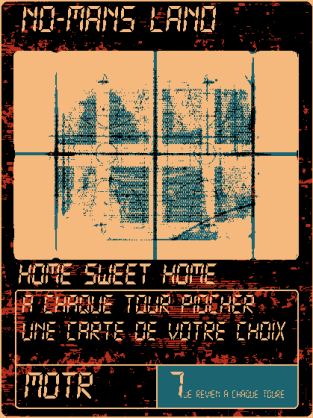 NO-MANS LAND
HOME SWEET HOME
A CHAQUE TOUR PIOCHER
UNE CARTE DE VOTRE CHOIX
MOTR
7 JE REVIEN A CHAQUE TOURE